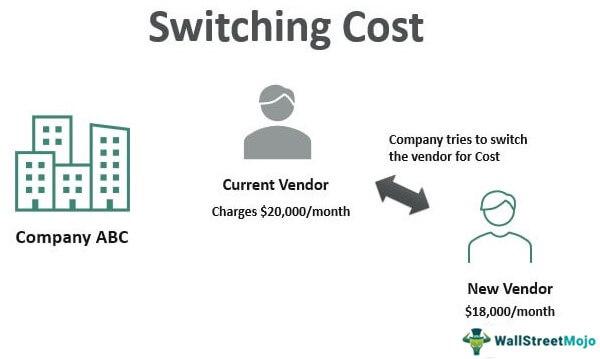 Switching Cost
Company tries to switch
the vendor for Cost
Current Vendor
Charges $20,000/month
Company ABC
New Vendor
$18,000/month
WallStreetMojo